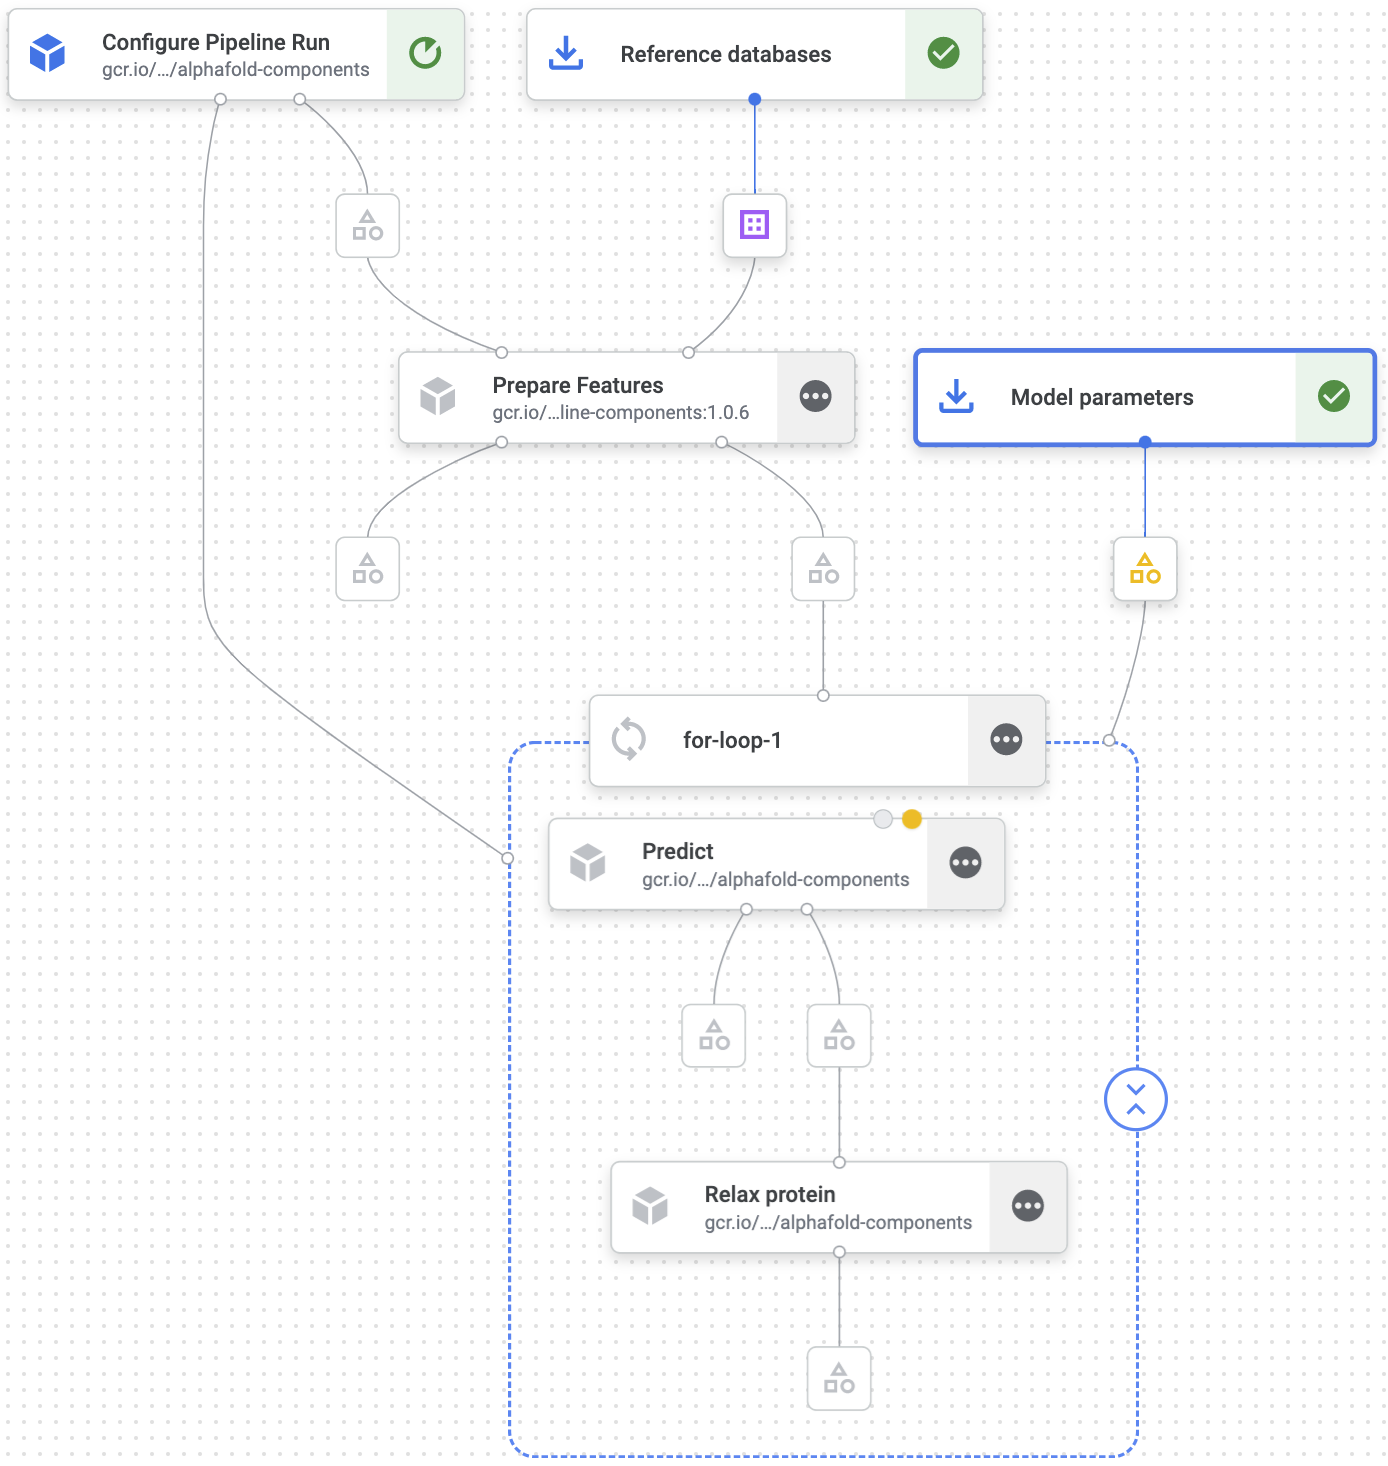 Configure Pipeline Run
gcr.io/.../alphafold-components
Reference databases
Prepare Features
gcr.io/...line-components:1.0.6
Model parameters
for-loop-1
Predict
gcr.io/.../alphafold-components
Relax protein
gcr.io/.../alphafold-components